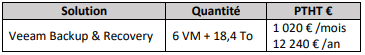 Solution Quantité PTHT €
Veeam Backup & Recovery 6 VM + 18,4 To 1 020 € /mois
12 240 € /an